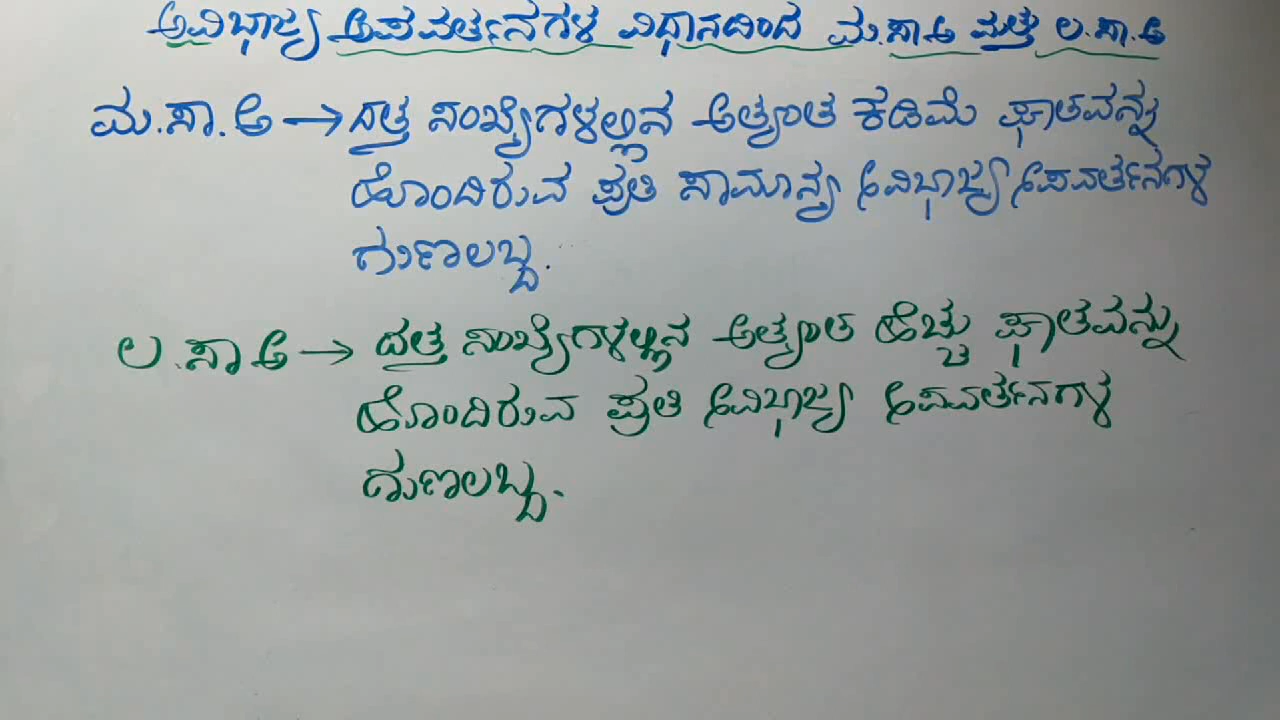 ಅವಿಭಾಜ್ಯ ಅಪವರ್ತನಗಳ ವಿಧಾನದಿಂದ ಮ.ಸಾ.ಅ ಮತ್ತು ಲ.ಸಾ.ಅ
ಮ.ಸಾ.ಅ → ದತ್ತ ಸಂಖ್ಯೆಗಳಲ್ಲಿನ ಅತ್ಯಂತ ಕಡಿಮೆ ಘಾತವನ್ನು
ಹೊಂದಿರುವ ಪ್ರತಿ ಸಾಮಾನ್ಯ ಅವಿಭಾಜ್ಯ ಅಪವರ್ತನಗಳ
ಗುಣಲಬ್ದ.
ಲ.ಸಾ.ಅ → ದತ್ತ ಸಂಖ್ಯೆಗಳಲ್ಲಿನ ಅತ್ಯಂತ ಹೆಚ್ಚು ಘಾತವನ್ನು
ಹೊಂದಿರುವ ಪ್ರತಿ ಅವಿಭಾಜ್ಯ ಅಪವರ್ತನಗಳ
ಗುಣಲಬ್ದ.